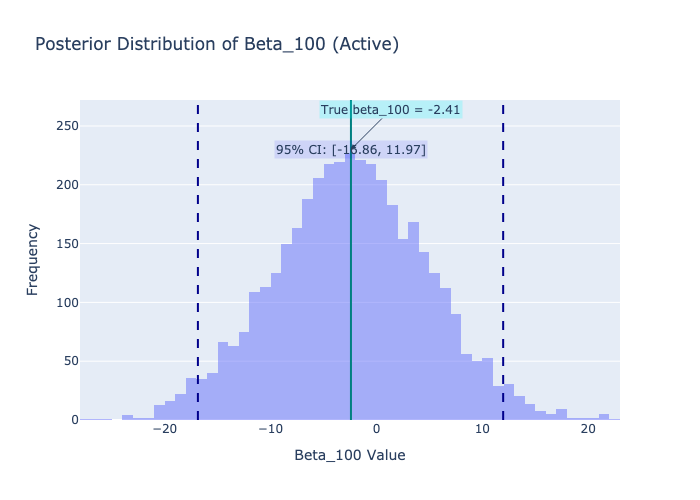 Posterior Distribution of Beta_100 (Active)
True beta_100 = -2.41
95% CI: [-16.86, 11.97]
250
200
150
100
50
0
Frequency
−20
−10
0
10
20
Beta_100 Value